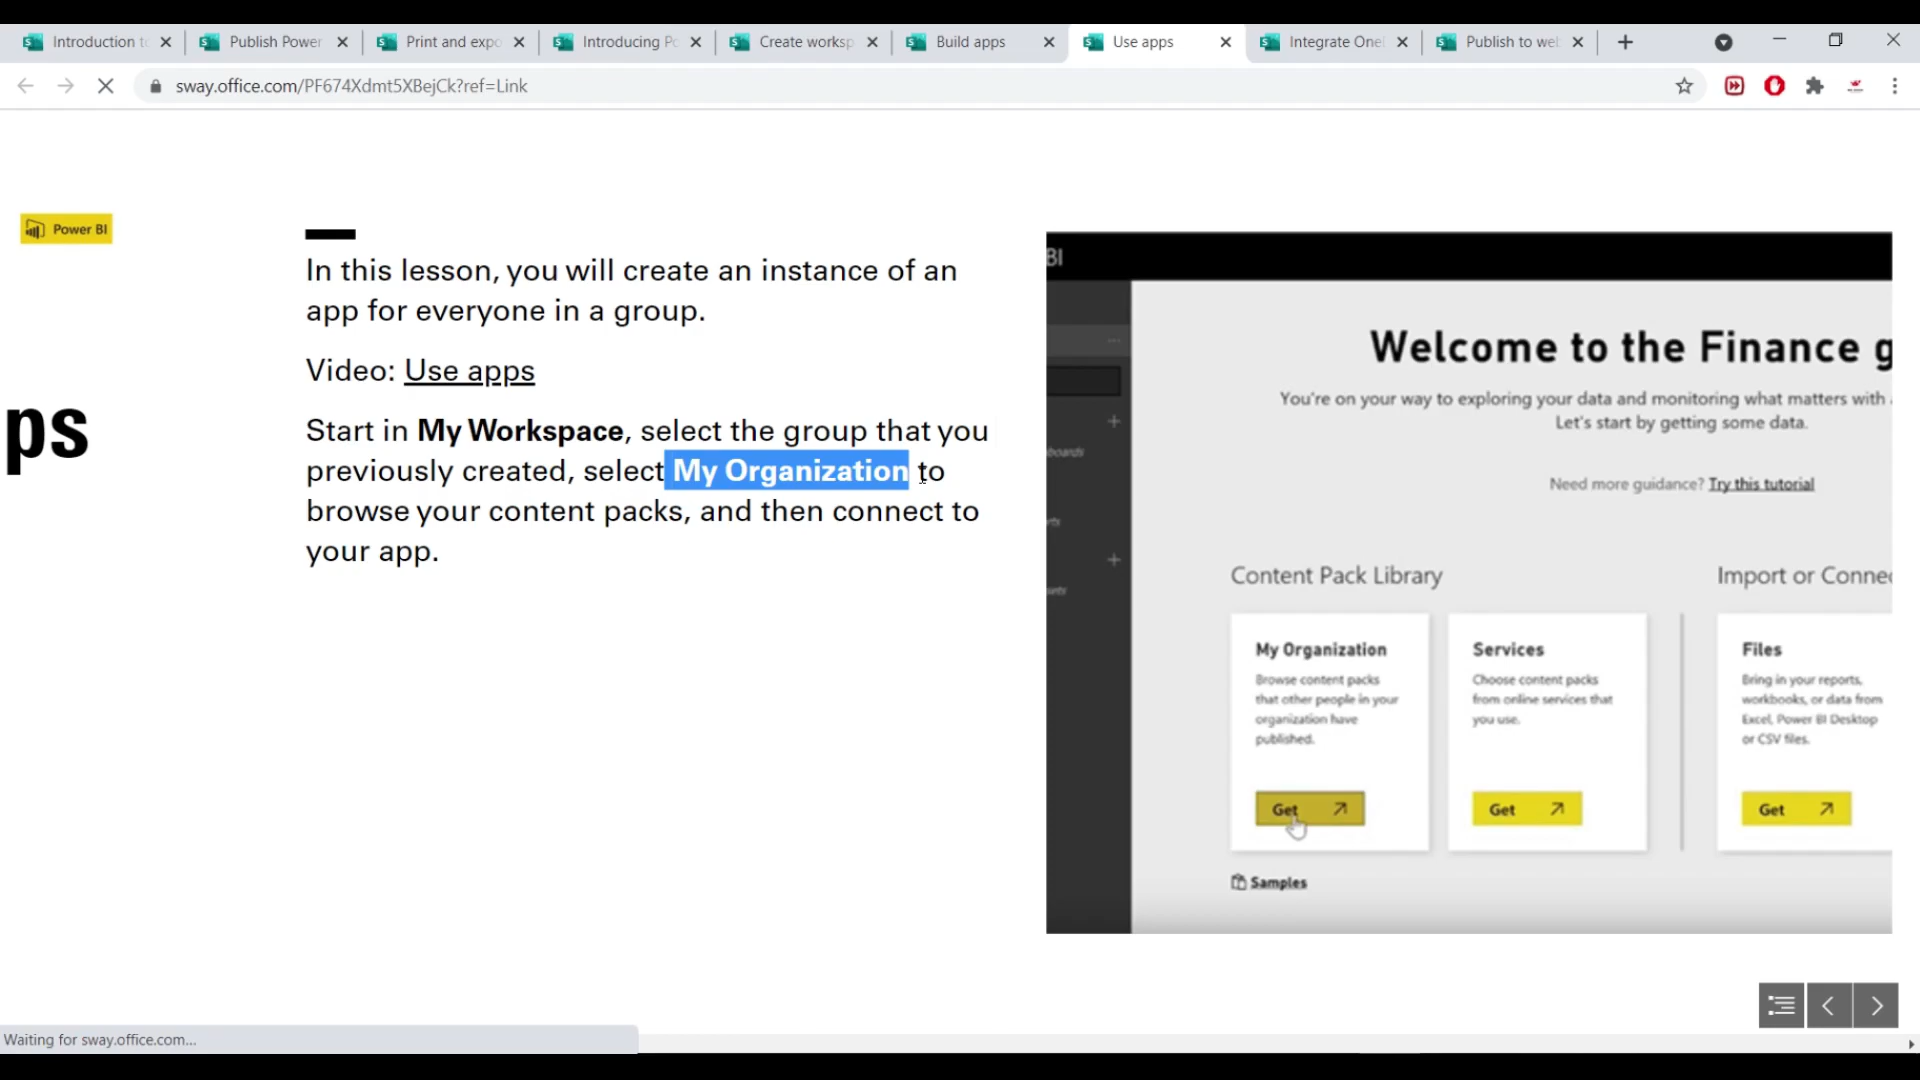 Introduction to
Publish Power
Print and expo
Introducing Po
Create worksp
Build apps
Use apps
Integrate OneD
Publish to web
sway.office.com/PF674Xdmt5XBejCk?ref=Link
Power BI
ps
In this lesson, you will create an instance of an
app for everyone in a group.
Video: Use apps
Start in My Workspace, select the group that you
previously created, select My Organization to
browse your content packs, and then connect to
your app.
BI
Welcome to the Finance g
You're on your way to exploring your data and monitoring what matters with
Let's start by getting some data.
Need more guidance? Try this tutorial
boards
rts
Content Pack Library
Import or Connec
My Organization
Browse content packs
that other people in your
organization have
published.
Get
Services
Choose content packs
from online services that
you use.
Get
Files
Bring in your reports,
workbooks, or data from
Excel, Power BI Desktop
or CSV files.
Get
Samples
Waiting for sway.office.com...